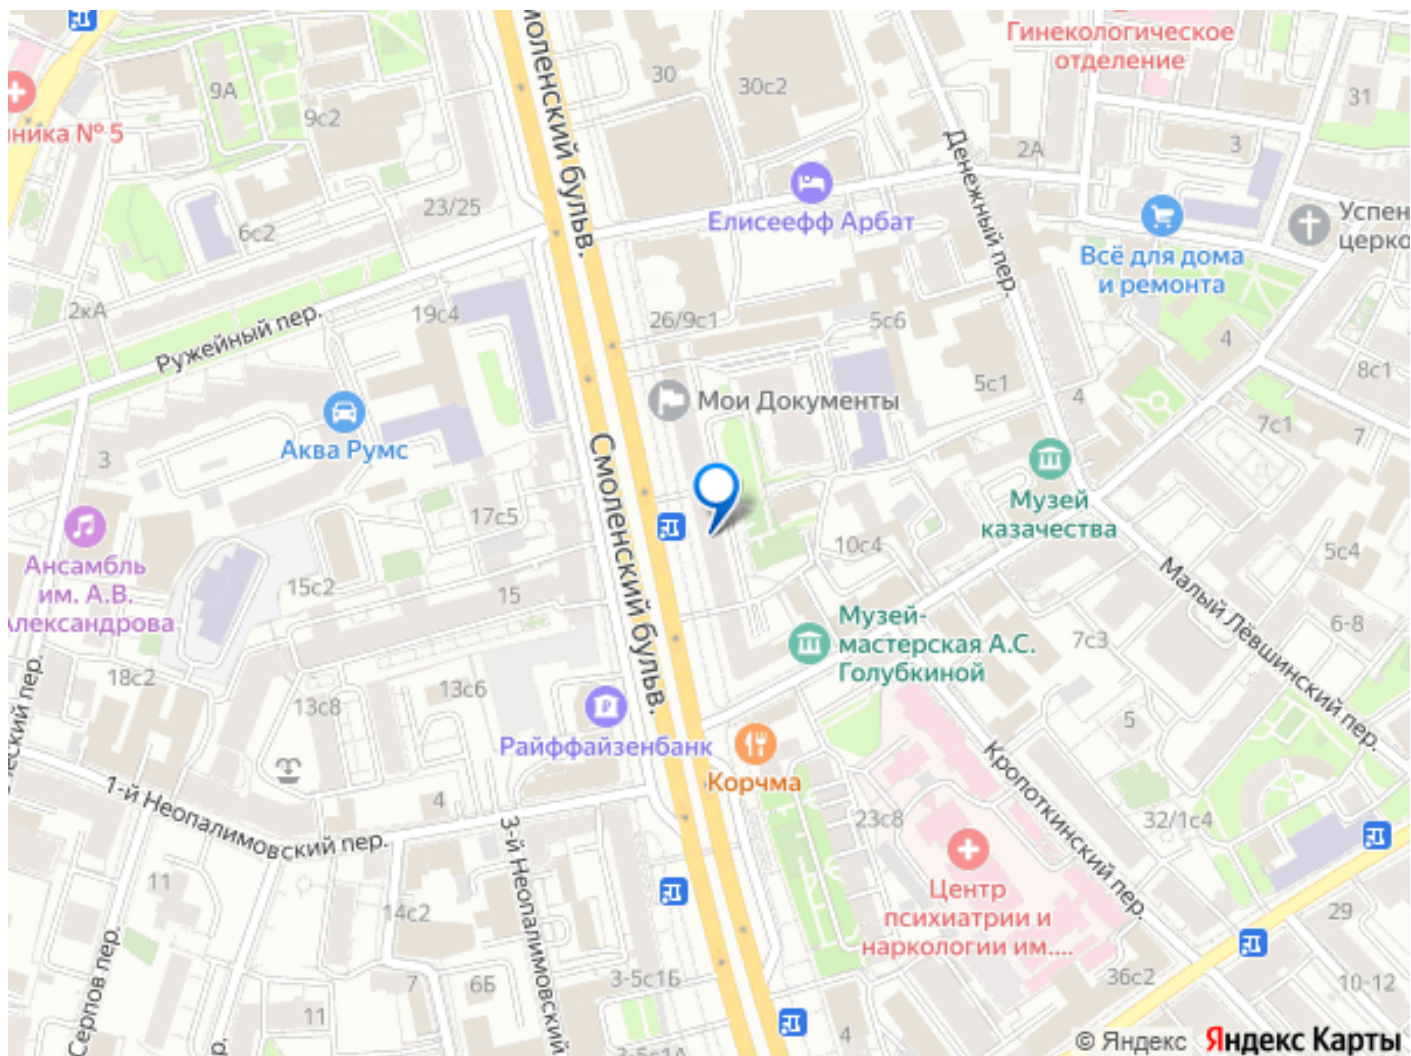 Гинекологическое
отделение
Смоленский бульв.
30
30с2
9А
9с2
31
ника № 5
Денежный пер.
2А
3
23/25
6с2
Елисеефф Арбат
Успен
церко
Всё для дома
и ремонта
2кА
Ружейный пер.
19с4
26/9с1
5с6
4
8с1
5с1
4
Мои Документы
7с1
7
Аква Румс
3
Смоленский бульв.
Музей
казачества
17с5
10с4
5с4
Ансамбль
им. А.В.
Александрова
15с2
15
Малый Лёвшинский пер.
Музей-
мастерская А.С.
Голубкиной
7с3
6-8
18с2
13с8
13с6
5
Райффайзенбанк
Корчма
Кропоткинский пер.
1-й Неопалимовский пер.
4
3-й Неопалимовский
23с8
32/1с4
Центр
психиатрии и
наркологии им....
11
14с2
29
Серпов пер.
7
6Б
3-5с1Б
36с2
10-12
11
3-5с1А
4
© Яндекс Яндекс Карты